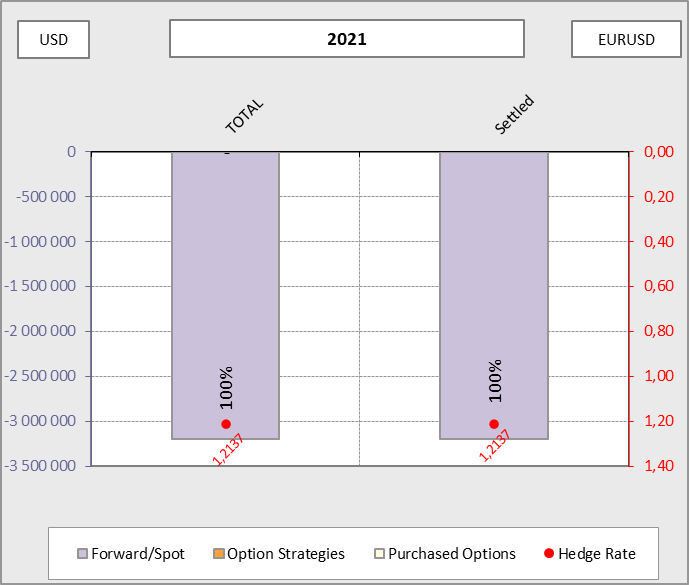 USD
2021
EURUSD
TOTAL
Settled
0
-500 000
-1 000 000
-1 500 000
-2 000 000
-2 500 000
-3 000 000
-3 500 000
0,00
0,20
0,40
0,60
0,80
1,00
1,20
1,40
100%
100%
1,2137
1,2137
Forward/Spot
Option Strategies
Purchased Options
Hedge Rate